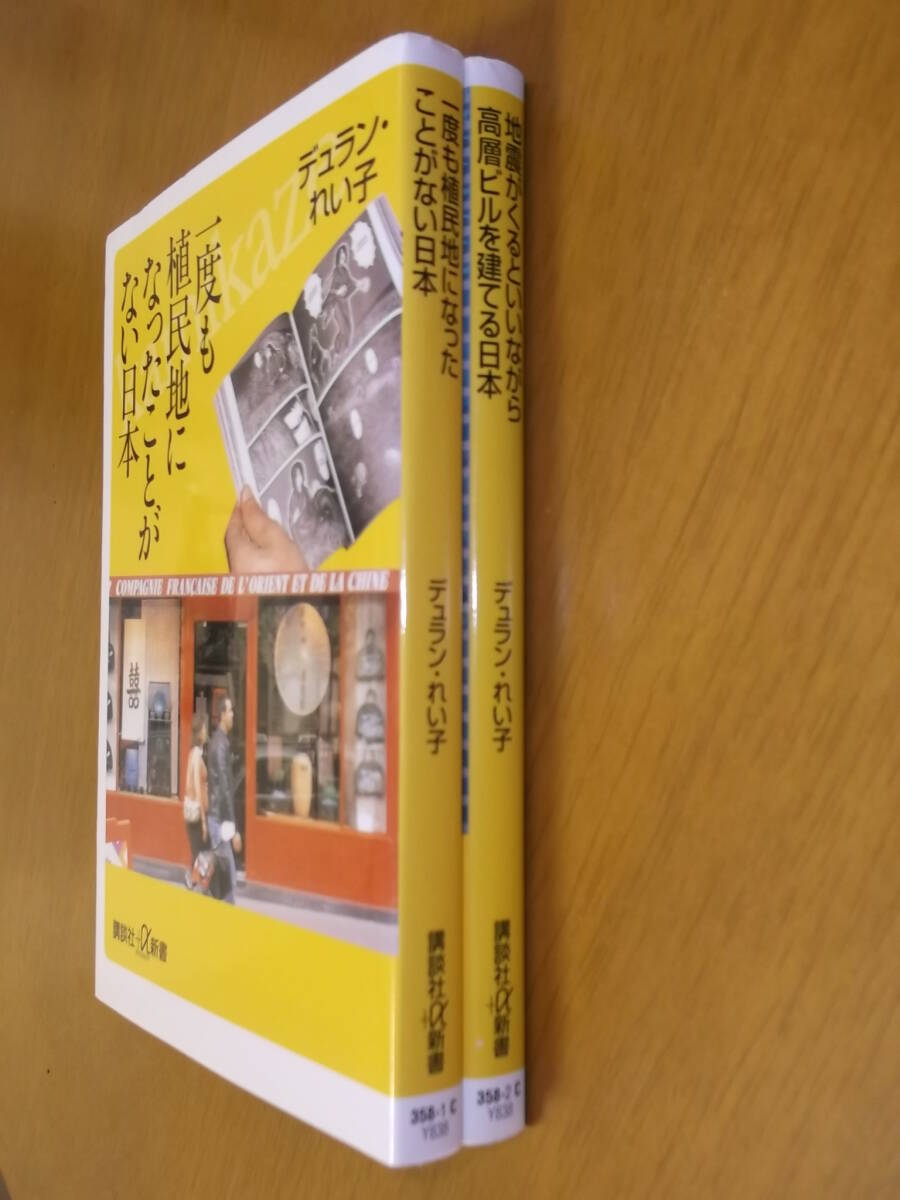 デュラン・
れい子
一度も
植民地に
なったことが
ない日本
COMPAGNIE FRANÇAISE DE L'ORIENT ET DE LA CHINE
囍
講談社+α新書
一度も植民地になった
ことがない日本
デュラン・れい子
講談社+α新書
358-1 C
Y838
地震がくるといいながら
高層ビルを建てる日本
デュラン・れい子
講談社+α新書
358-2 C
Y838